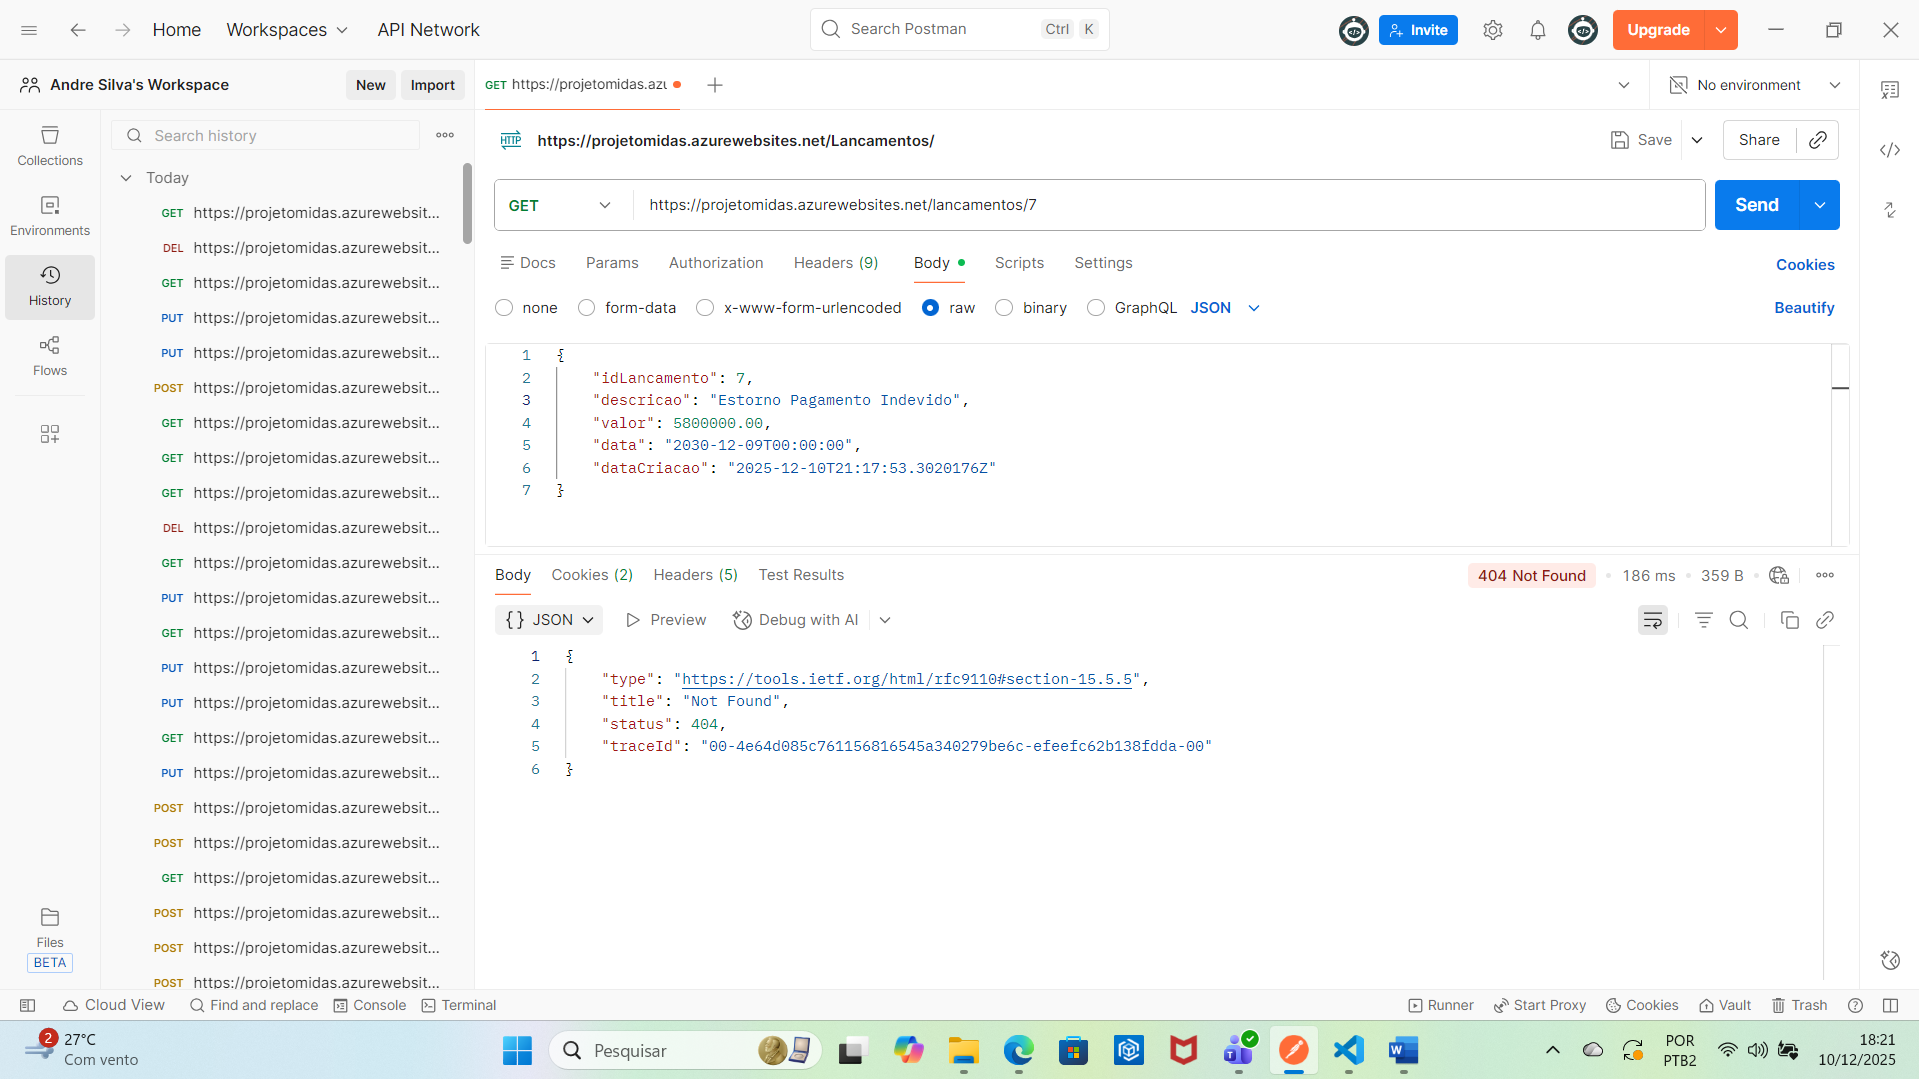 Home
Workspaces
API Network
Search Postman
Ctrl K
Invite
Upgrade
Andre Silva's Workspace
New
Import
GET https://projetomidas.azu
No environment
Collections
Environments
History
Flows
Files
BETA
Search history
Today
GET https://projetomidas.azurewebsit...
DEL https://projetomidas.azurewebsit...
GET https://projetomidas.azurewebsit...
PUT https://projetomidas.azurewebsit...
PUT https://projetomidas.azurewebsit...
POST https://projetomidas.azurewebsit...
GET https://projetomidas.azurewebsit...
GET https://projetomidas.azurewebsit...
GET https://projetomidas.azurewebsit...
DEL https://projetomidas.azurewebsit...
GET https://projetomidas.azurewebsit...
PUT https://projetomidas.azurewebsit...
GET https://projetomidas.azurewebsit...
PUT https://projetomidas.azurewebsit...
PUT https://projetomidas.azurewebsit...
GET https://projetomidas.azurewebsit...
PUT https://projetomidas.azurewebsit...
POST https://projetomidas.azurewebsit...
POST https://projetomidas.azurewebsit...
GET https://projetomidas.azurewebsit...
POST https://projetomidas.azurewebsit...
POST https://projetomidas.azurewebsit...
POST https://projetomidas.azurewebsit...
HTTP https://projetomidas.azurewebsites.net/Lancamentos/
Save
Share
GET
https://projetomidas.azurewebsites.net/lancamentos/7
Send
Docs
Params
Authorization
Headers (9)
Body
Scripts
Settings
Cookies
none
form-data
x-www-form-urlencoded
raw
binary
GraphQL
JSON
Beautify
1 {
2 "idLancamento": 7,
3 "descricao": "Estorno Pagamento Indevido",
4 "valor": 5800000.00,
5 "data": "2030-12-09T00:00:00",
6 "dataCriacao": "2025-12-10T21:17:53.3020176Z"
7 }
Body
Cookies (2)
Headers (5)
Test Results
404 Not Found
186 ms
359 B
{} JSON
Preview
Debug with AI
1 {
2 "type": "https://tools.ietf.org/html/rfc9110#section-15.5.5",
3 "title": "Not Found",
4 "status": 404,
5 "traceId": "00-4e64d085c761156816545a340279be6c-efeefc62b138fdda-00"
6 }
Cloud View
Find and replace
Console
Terminal
Runner
Start Proxy
Cookies
Vault
Trash
2
27°C
Com vento
Pesquisar
POR
PTB2
18:21
10/12/2025